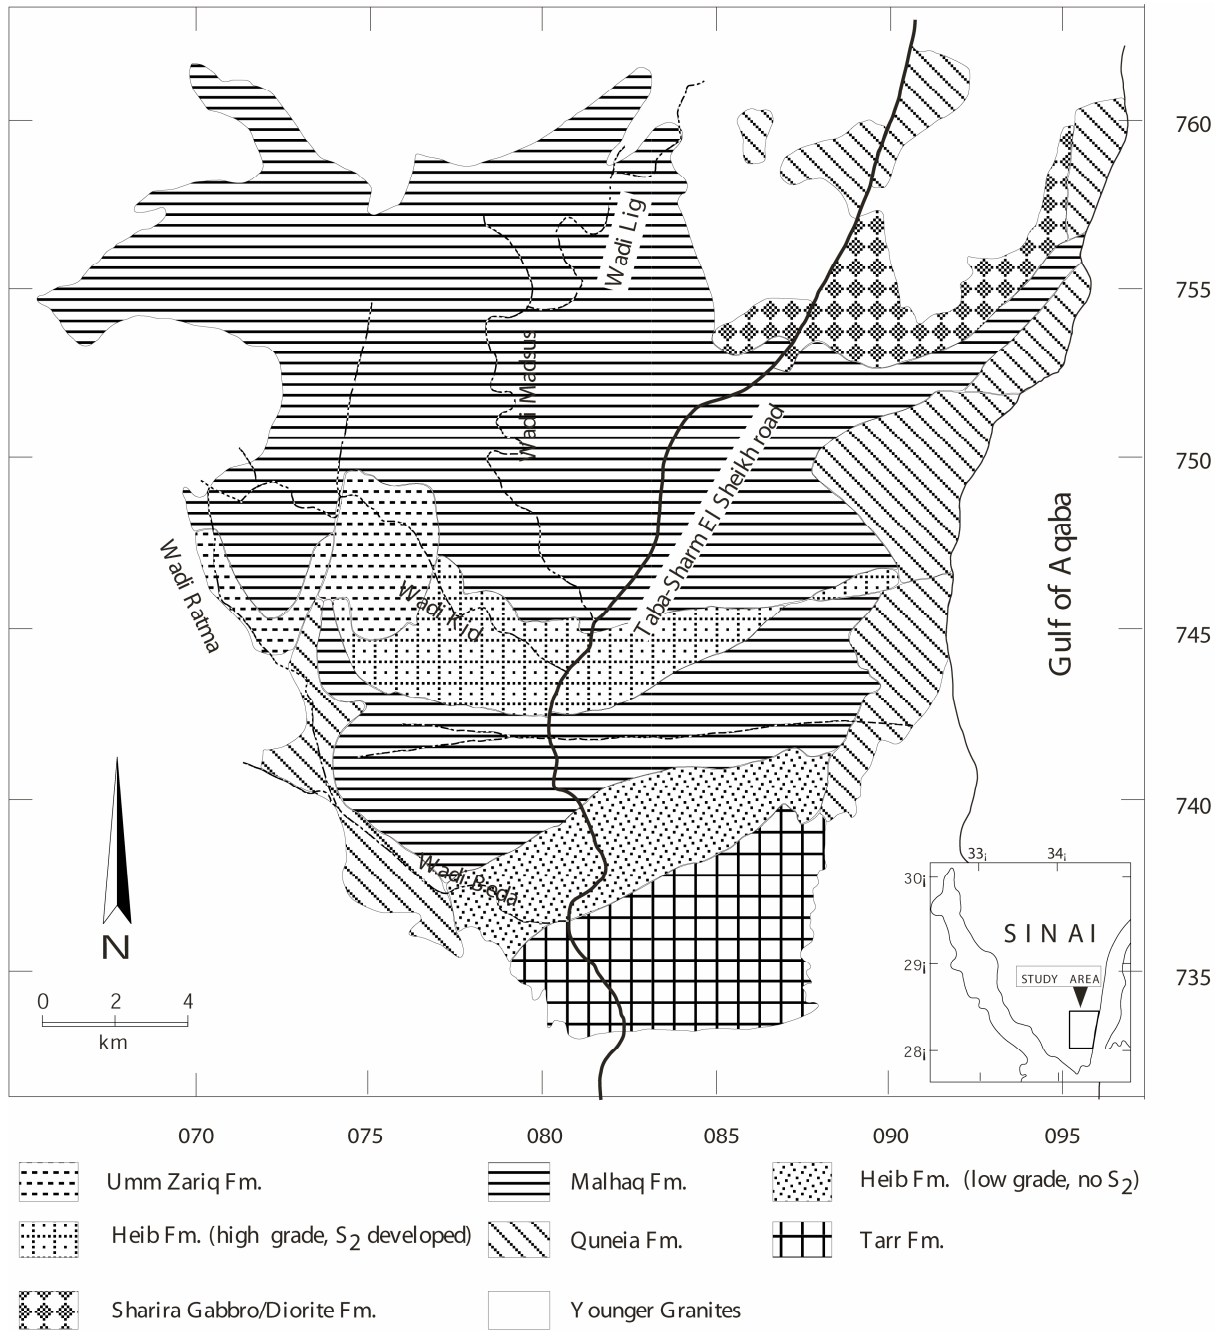 760
755
750
745
740
735
Wadi Lig
Wadi Madsus
Taba-Sharm El Sheikh road
Gulf of Aqaba
Wadi Ratma
Wadi Kid
Wadi Beda
N
0 2 4
km
33¡ 34¡
30¡
SINAI
29¡
STUDY AREA
28¡
070 075 080 085 090 095
Umm Zariq Fm. Malhaq Fm. Heib Fm. (low grade, no S2)
Heib Fm. (high grade, S2 developed) Quneia Fm. Tarr Fm.
Sharira Gabbro/Diorite Fm. Younger Granites